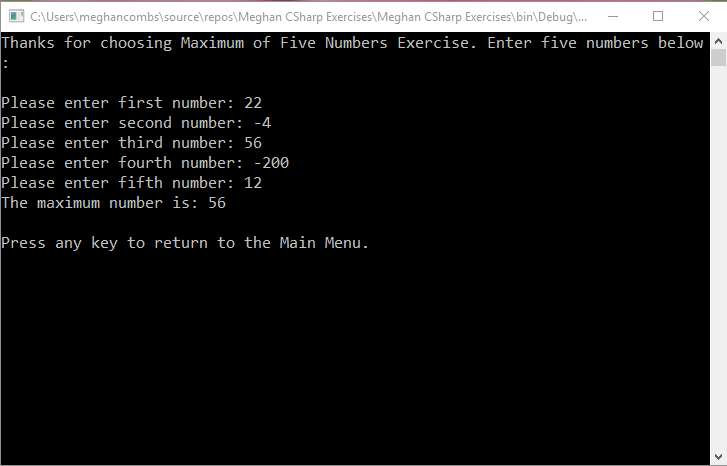 C:\Users\meghancombs\source\repos\Meghan CSharp Exercises\Meghan CSharp Exercises\bin\Debug\...
Thanks for choosing Maximum of Five Numbers Exercise. Enter five numbers below
:
Please enter first number: 22
Please enter second number: -4
Please enter third number: 56
Please enter fourth number: -200
Please enter fifth number: 12
The maximum number is: 56
Press any key to return to the Main Menu.